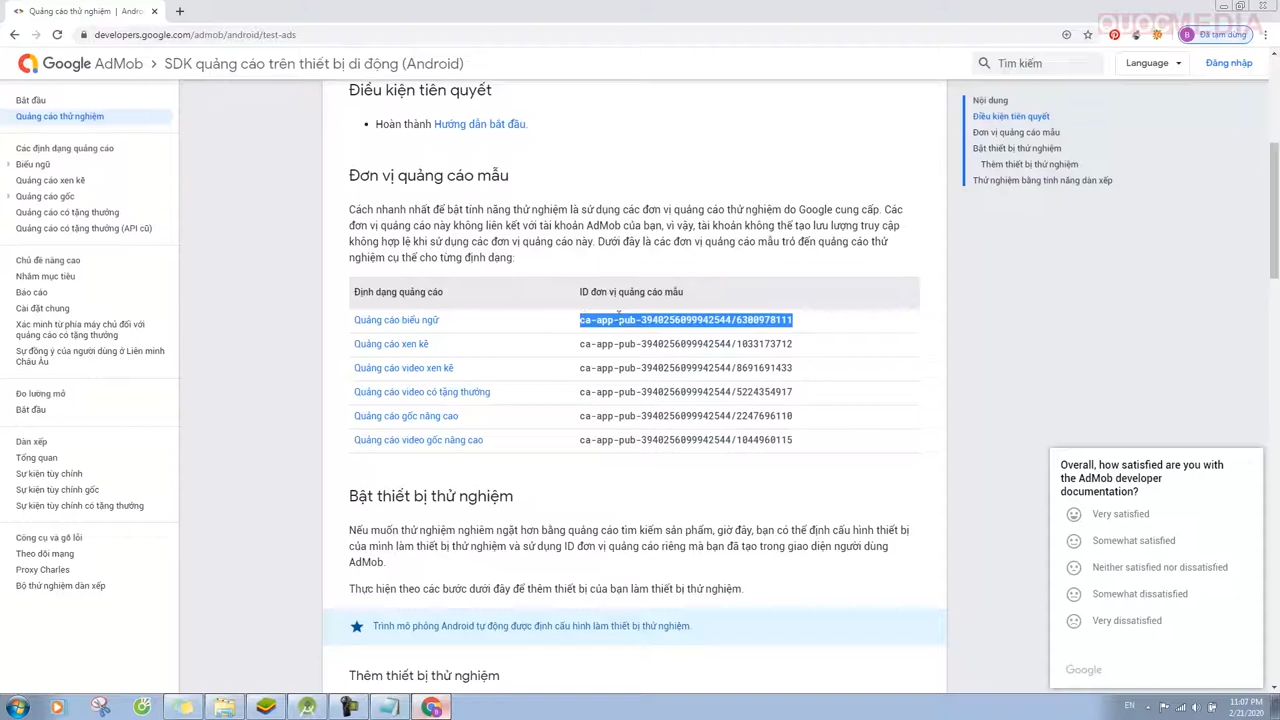 Quảng cáo thử nghiệm | Androi
QUOCMEDIA
developers.google.com/admob/android/test-ads
B
Đã tạm dừng
Google AdMob
SDK quảng cáo trên thiết bị di động (Android)
Tìm kiếm
Language
Đăng nhập
Bắt đầu
Quảng cáo thử nghiệm
Các định dạng quảng cáo
Biểu ngữ
Quảng cáo xen kẽ
Quảng cáo gốc
Quảng cáo có tặng thưởng
Quảng cáo có tặng thưởng (API cũ)
Chủ đề nâng cao
Nhắm mục tiêu
Báo cáo
Cài đặt chung
Xác minh từ phía máy chủ đối với
quảng cáo có tặng thưởng
Sự đồng ý của người dùng ở Liên minh
Châu Âu
Đo lường mở
Bắt đầu
Dàn xếp
Tổng quan
Sự kiện tùy chỉnh
Sự kiện tùy chỉnh gốc
Sự kiện tùy chỉnh có tặng thưởng
Công cụ và gỡ lỗi
Theo dõi mạng
Proxy Charles
Bộ thử nghiệm dàn xếp
Điều kiện tiên quyết
Hoàn thành Hướng dẫn bắt đầu.
Đơn vị quảng cáo mẫu
Cách nhanh nhất để bật tính năng thử nghiệm là sử dụng các đơn vị quảng cáo thử nghiệm do Google cung cấp. Các
đơn vị quảng cáo này không liên kết với tài khoản AdMob của bạn, vì vậy, tài khoản không thể tạo lưu lượng truy cập
không hợp lệ khi sử dụng các đơn vị quảng cáo này. Dưới đây là các đơn vị quảng cáo mẫu trỏ đến quảng cáo thử
nghiệm cụ thể cho từng định dạng:
Định dạng quảng cáo
ID đơn vị quảng cáo mẫu
Quảng cáo biểu ngữ
ca-app-pub-3940256099942544/6300978111
Quảng cáo xen kẽ
ca-app-pub-3940256099942544/1033173712
Quảng cáo video xen kẽ
ca-app-pub-3940256099942544/8691691433
Quảng cáo video có tặng thưởng
ca-app-pub-3940256099942544/5224354917
Quảng cáo gốc nâng cao
ca-app-pub-3940256099942544/2247696110
Quảng cáo video gốc nâng cao
ca-app-pub-3940256099942544/1044960115
Bật thiết bị thử nghiệm
Nếu muốn thử nghiệm nghiêm ngặt hơn bằng quảng cáo tìm kiếm sản phẩm, giờ đây, bạn có thể định cấu hình thiết bị
của mình làm thiết bị thử nghiệm và sử dụng ID đơn vị quảng cáo riêng mà bạn đã tạo trong giao diện người dùng
AdMob.
Thực hiện theo các bước dưới đây để thêm thiết bị của bạn làm thiết bị thử nghiệm.
Trình mô phỏng Android tự động được định cấu hình làm thiết bị thử nghiệm.
Thêm thiết bị thử nghiệm
Nội dung
Điều kiện tiên quyết
Đơn vị quảng cáo mẫu
Bật thiết bị thử nghiệm
Thêm thiết bị thử nghiệm
Thử nghiệm bằng tính năng dàn xếp
Overall, how satisfied are you with
the AdMob developer
documentation?
Very satisfied
Somewhat satisfied
Neither satisfied nor dissatisfied
Somewhat dissatisfied
Very dissatisfied
Google
EN
11:07 PM
2/21/2020